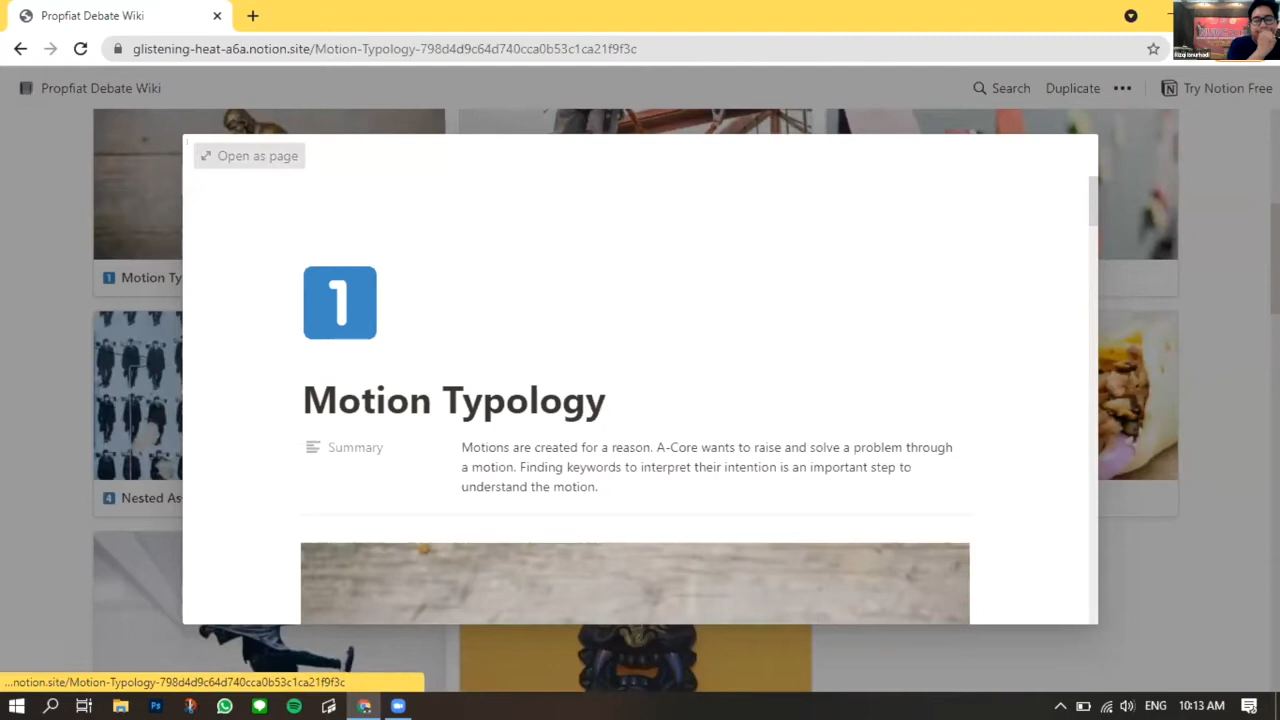 Propfiat Debate Wiki
glistening-heat-a6a.notion.site/Motion-Typology-798d4d9c64d740cca0b53c1ca21f9f3c
Propfiat Debate Wiki
Search
Duplicate
Try Notion Free
Open as page
Motion Ty
1
Motion Typology
Summary
Motions are created for a reason. A-Core wants to raise and solve a problem through
a motion. Finding keywords to interpret their intention is an important step to
understand the motion.
4 Nested As
...notion.site/Motion-Typology-798d4d9c64d740cca0b53c1ca21f9f3c
ENG
10:13 AM